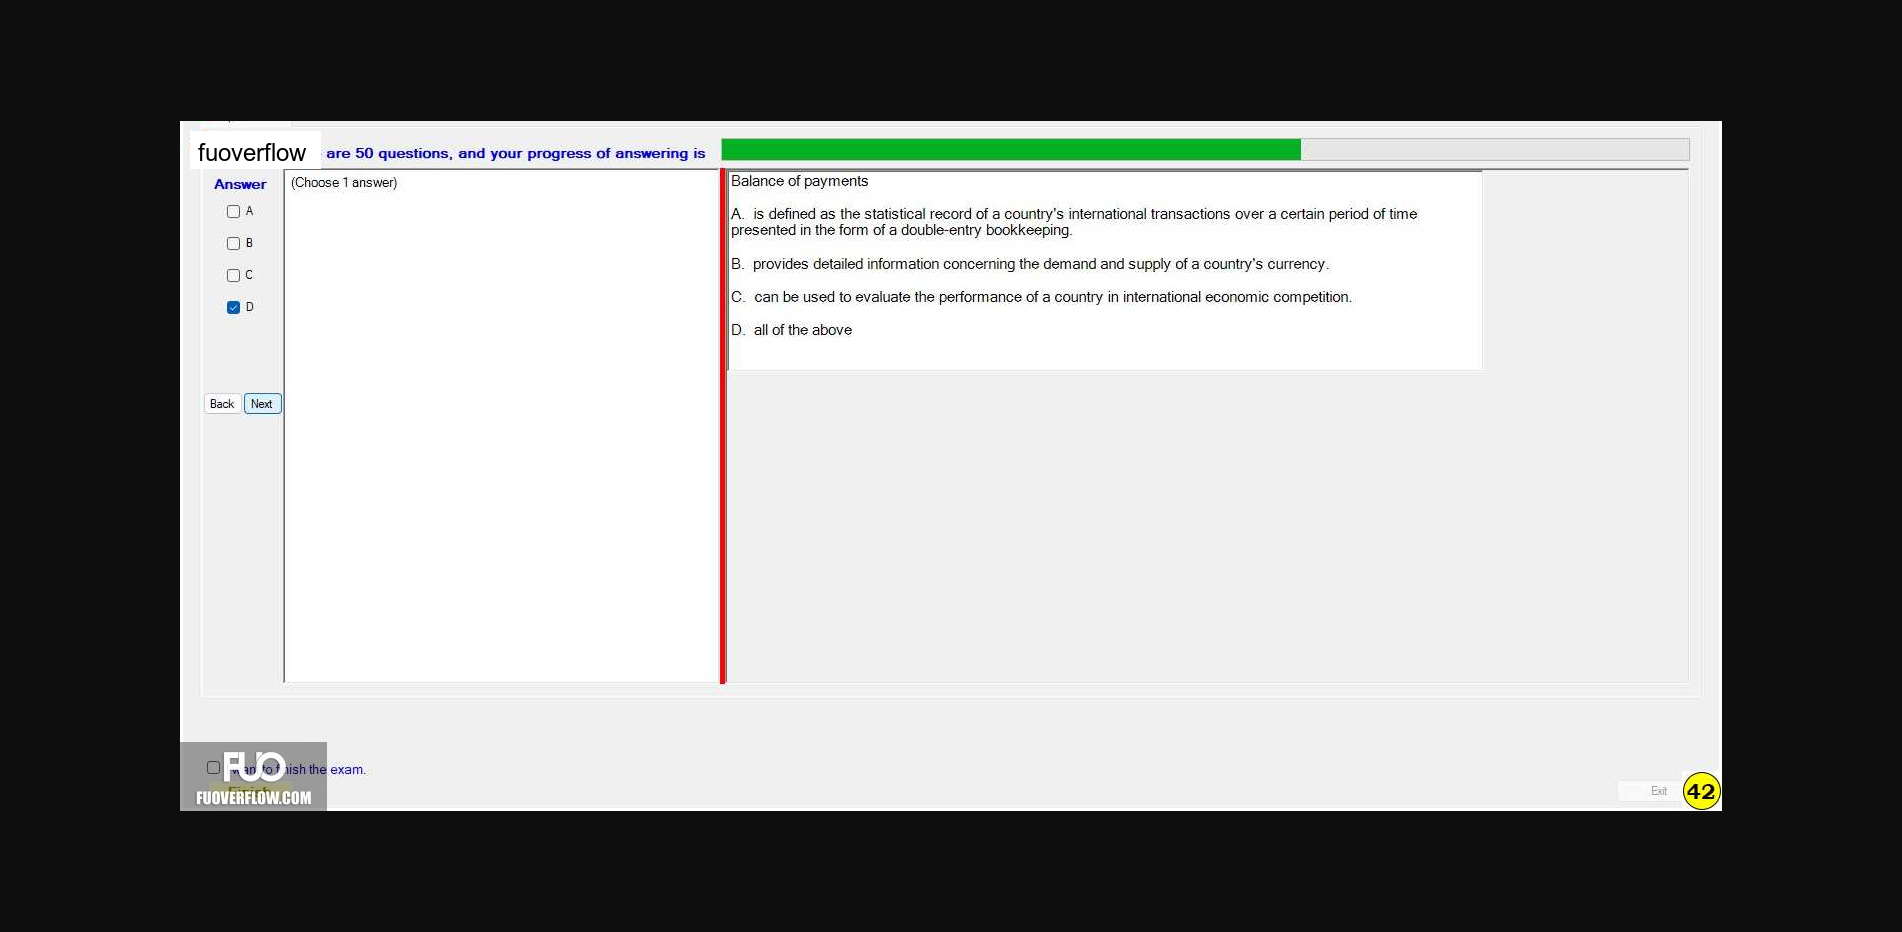 fuoverflow are 50 questions, and your progress of answering is
Answer
(Choose 1 answer)
A
B
C
D
Back Next
Balance of payments
A. is defined as the statistical record of a country's international transactions over a certain period of time
presented in the form of a double-entry bookkeeping.
B. provides detailed information concerning the demand and supply of a country's currency.
C. can be used to evaluate the performance of a country in international economic competition.
D. all of the above
FUO
want to finish the exam.
Finish
FUOVERFLOW.COM
Exit
42